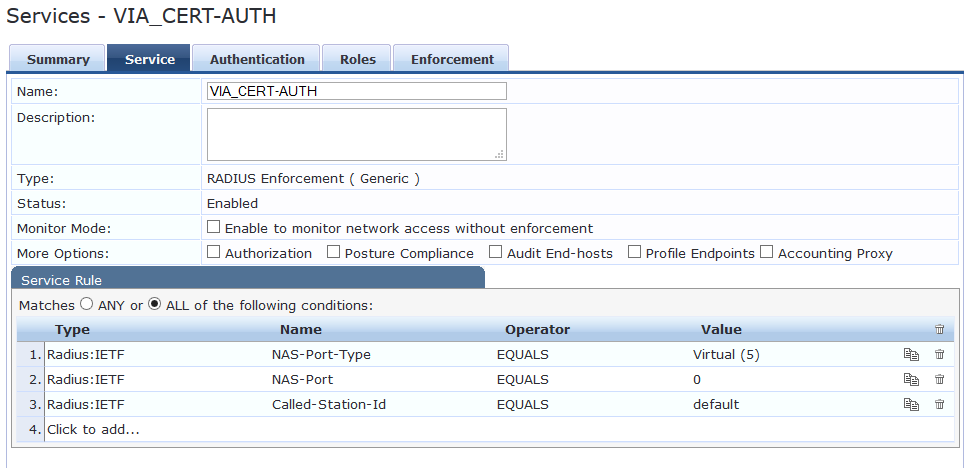 Services - VIA_CERT-AUTH
Summary Service Authentication Roles Enforcement
Name: VIA_CERT-AUTH
Description:
Type: RADIUS Enforcement ( Generic )
Status: Enabled
Monitor Mode: Enable to monitor network access without enforcement
More Options: Authorization Posture Compliance Audit End-hosts Profile Endpoints Accounting Proxy
Service Rule
Matches ANY or ALL of the following conditions:
Type Name Operator Value
1. Radius:IETF NAS-Port-Type EQUALS Virtual (5)
2. Radius:IETF NAS-Port EQUALS 0
3. Radius:IETF Called-Station-Id EQUALS default
4. Click to add...